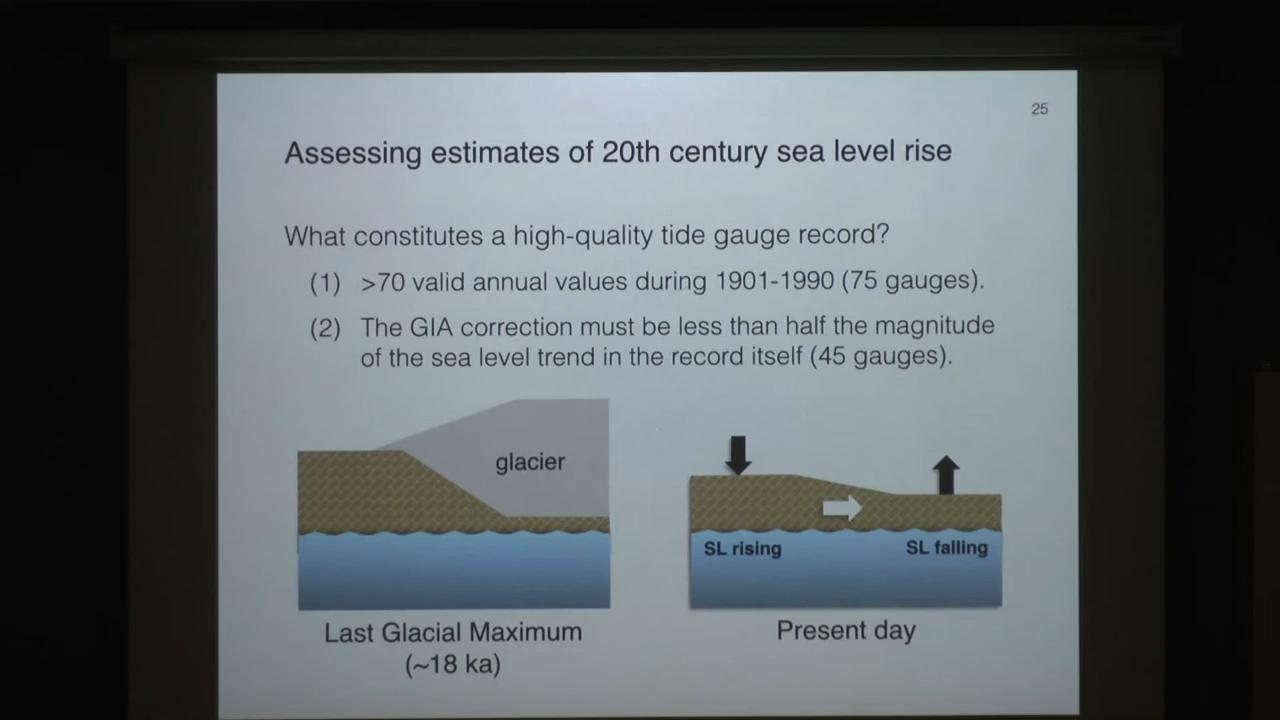 25
Assessing estimates of 20th century sea level rise
What constitutes a high-quality tide gauge record?
(1) >70 valid annual values during 1901-1990 (75 gauges).
(2) The GIA correction must be less than half the magnitude
of the sea level trend in the record itself (45 gauges).
glacier
SL rising
SL falling
Last Glacial Maximum
(~18 ka)
Present day